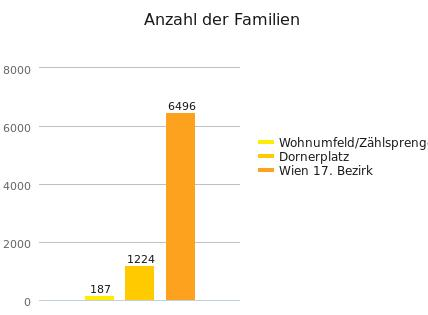 Anzahl der Familien
8000
6000
4000
2000
0
187
1224
6496
Wohnumfeld/Zählspreng
Dornerplatz
Wien 17. Bezirk